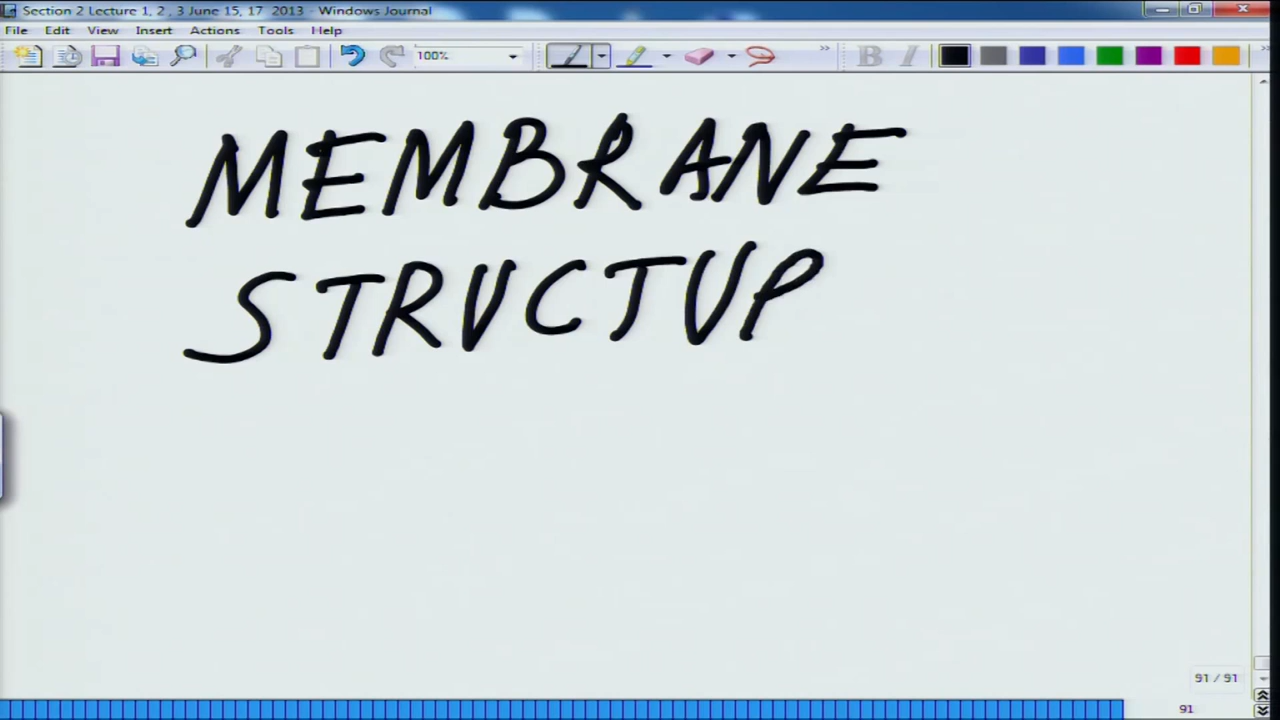 Section 2 Lecture 1, 2 , 3 June 15, 17 2013 - Windows Journal
File Edit View Insert Actions Tools Help
100% B I
MEMBRANE
STRUCTUP
91 / 91
91